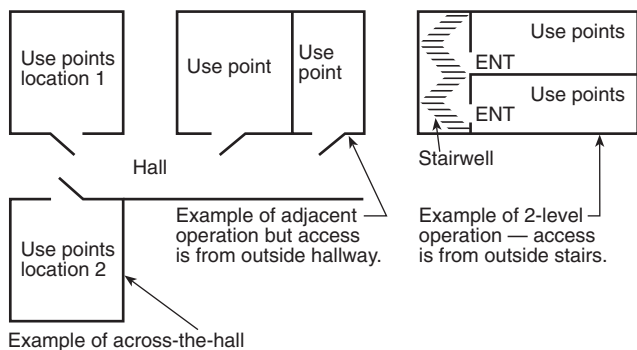 Use points
location 1
Use point
Use
point
Use points
ENT
Use points
ENT
Stairwell
Hall
Example of adjacent
operation but access
is from outside hallway.
Example of 2-level
operation — access
is from outside stairs.
Use points
location 2
Example of across-the-hall